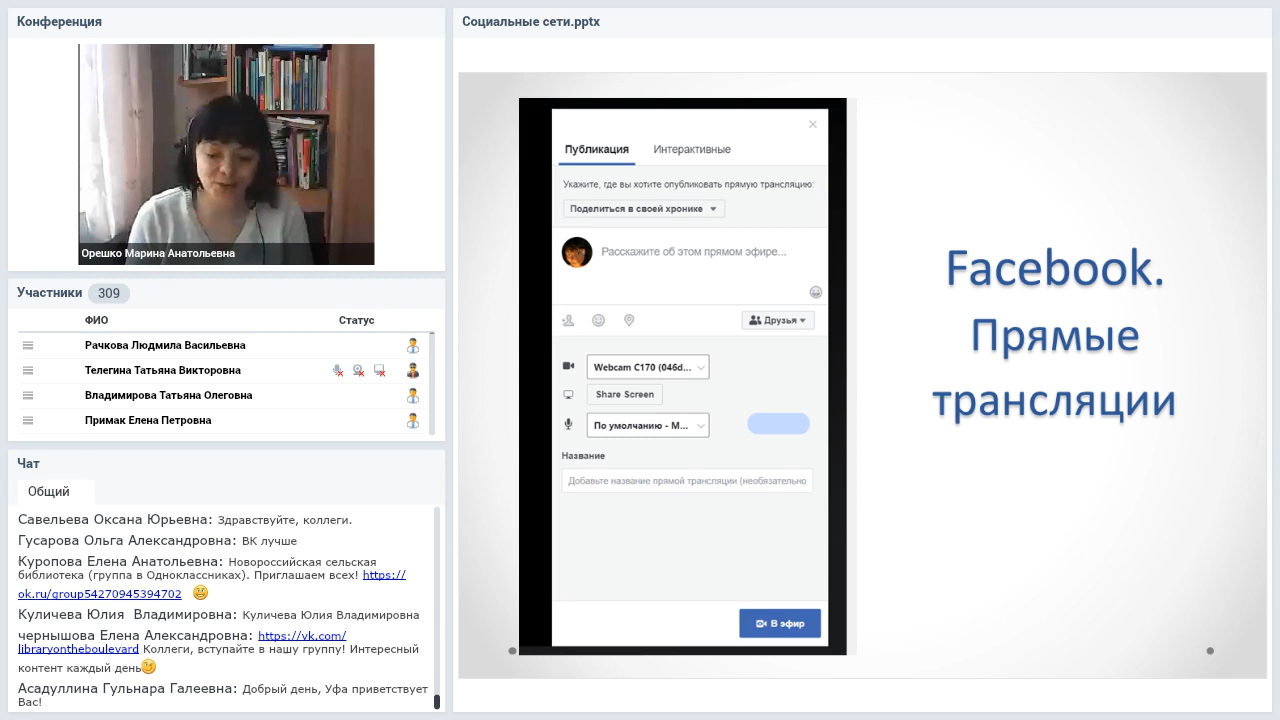 Конференция
Орешко Марина Анатольевна
Участники 309
ФИО Статус
Рачкова Людмила Васильевна
Телегина Татьяна Викторовна
Владимирова Татьяна Олеговна
Примак Елена Петровна
Чат
Общий
Савельева Оксана Юрьевна: Здравствуйте, коллеги.
Гусарова Ольга Александровна: ВК лучше
Куропова Елена Анатольевна: Новороссийская сельская
библиотека (группа в Одноклассниках). Приглашаем всех! https://
ok.ru/group54270945394702
Куличева Юлия  Владимировна: Куличева Юлия Владимировна
чернышова Елена Александровна: https://vk.com/
libraryontheboulevard Коллеги, вступайте в нашу группу! Интересный
контент каждый день
Асадуллина Гульнара Галеевна: Добрый день, Уфа приветствует
Вас!
Социальные сети.pptx
Публикация Интерактивные
Укажите, где вы хотите опубликовать прямую трансляцию:
Поделиться в своей хронике
Расскажите об этом прямом эфире...
Друзья
Webcam C170 (046d...
Share Screen
По умолчанию - М...
Название
Добавьте название прямой трансляции (необязательно
В эфир
Facebook.
Прямые
трансляции